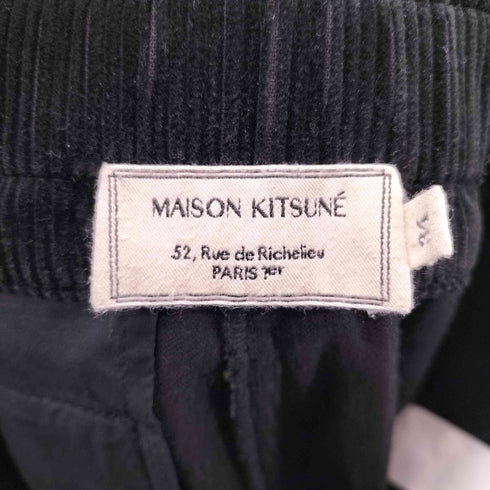 MAISON KITSUNÉ
52, Rue de Richelieu
PARIS 1er